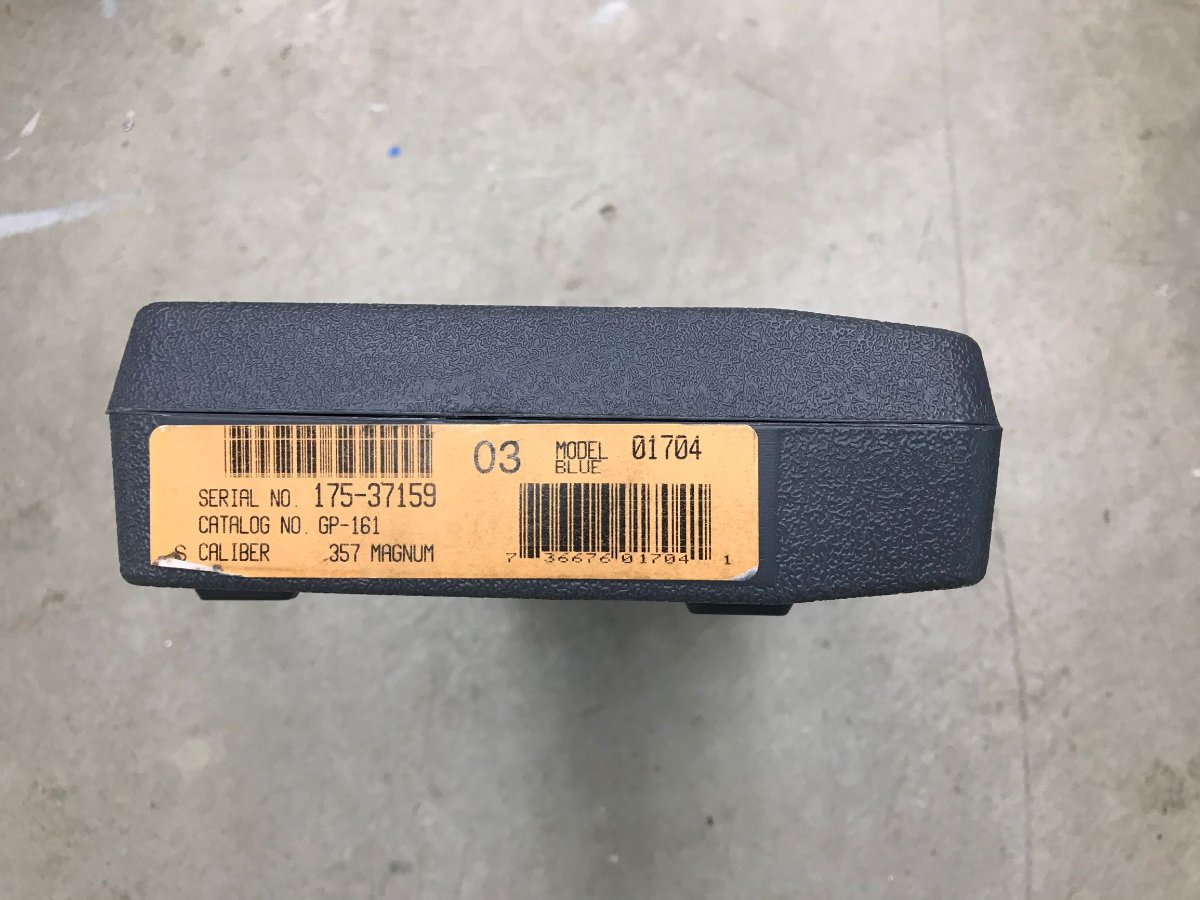 03 MODEL 01704
BLUE
SERIAL NO. 175-37159
CATALOG NO. GP-161
S CALIBER .357 MAGNUM
7 36676 01704 1